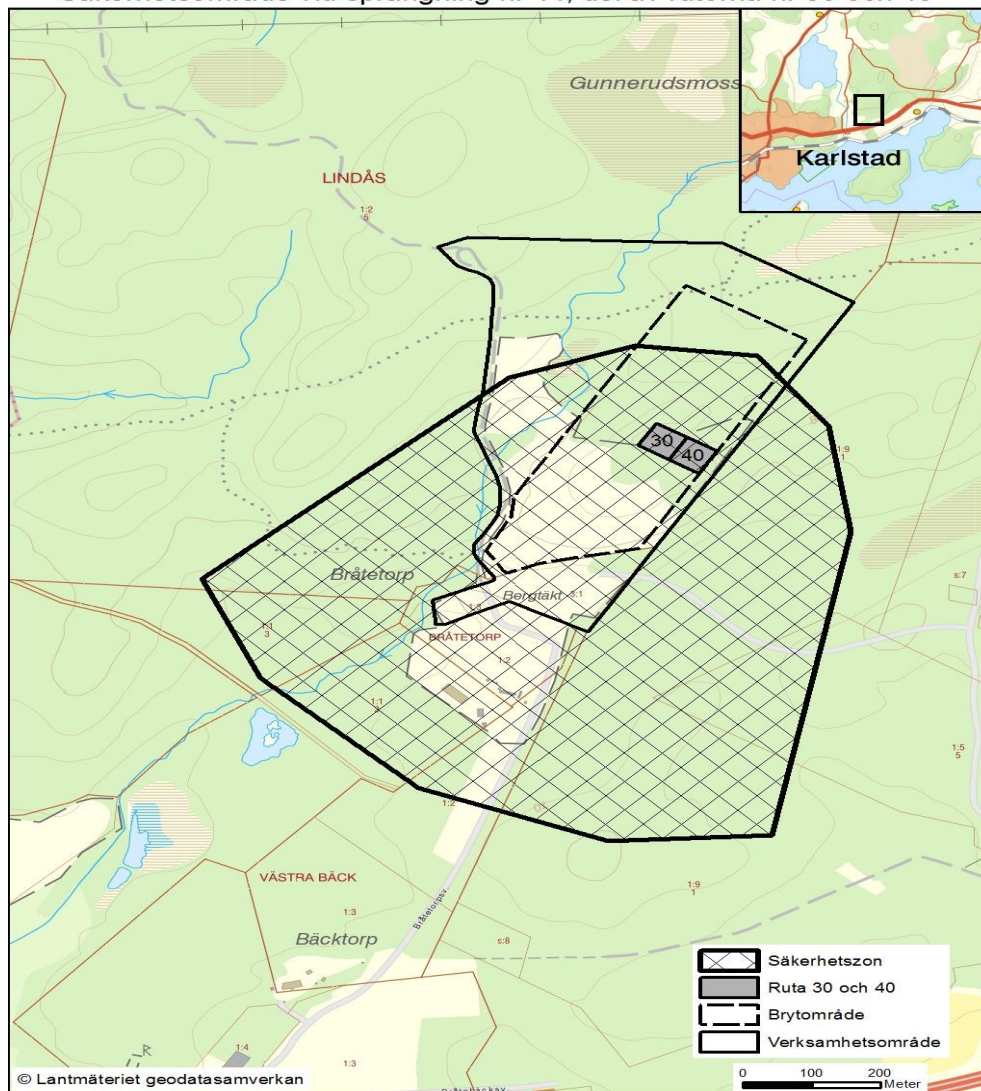 Gunnerudsmoss
Karlstad
LINDÅS
1:2
5
30
40
1:9
1
s:7
Bråtetorp
Bergtäkt
s:1
1:3
1:1
3
BRÅTETORP
1:2
1:1
1:5
5
1:2
VÄSTRA BÄCK
1:9
1
1:3
Bråtetorpsv.
Bäcktorp
s:8
Säkerhetszon
Ruta 30 och 40
Brytområde
Verksamhetsområde
1:4
1:3
© Lantmäteriet geodatasamverkan
0 100 200
Meter